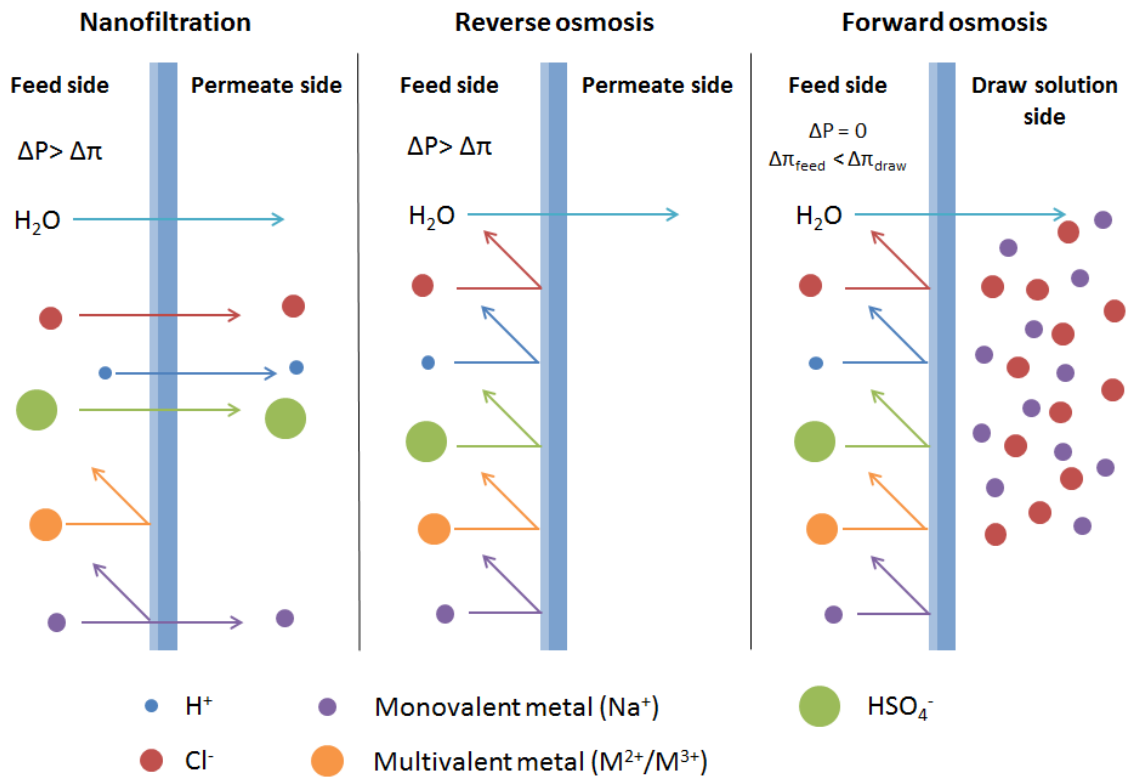 Nanofiltration
Feed side
Permeate side
ΔP> Δπ
H₂O
Reverse osmosis
Feed side
Permeate side
ΔP> Δπ
H₂O
Forward osmosis
Feed side
Draw solution
side
ΔP = 0
Δπfeed < Δπdraw
H₂O
H⁺
Monovalent metal (Na⁺)
HSO₄⁻
Cl⁻
Multivalent metal (M²⁺/M³⁺)